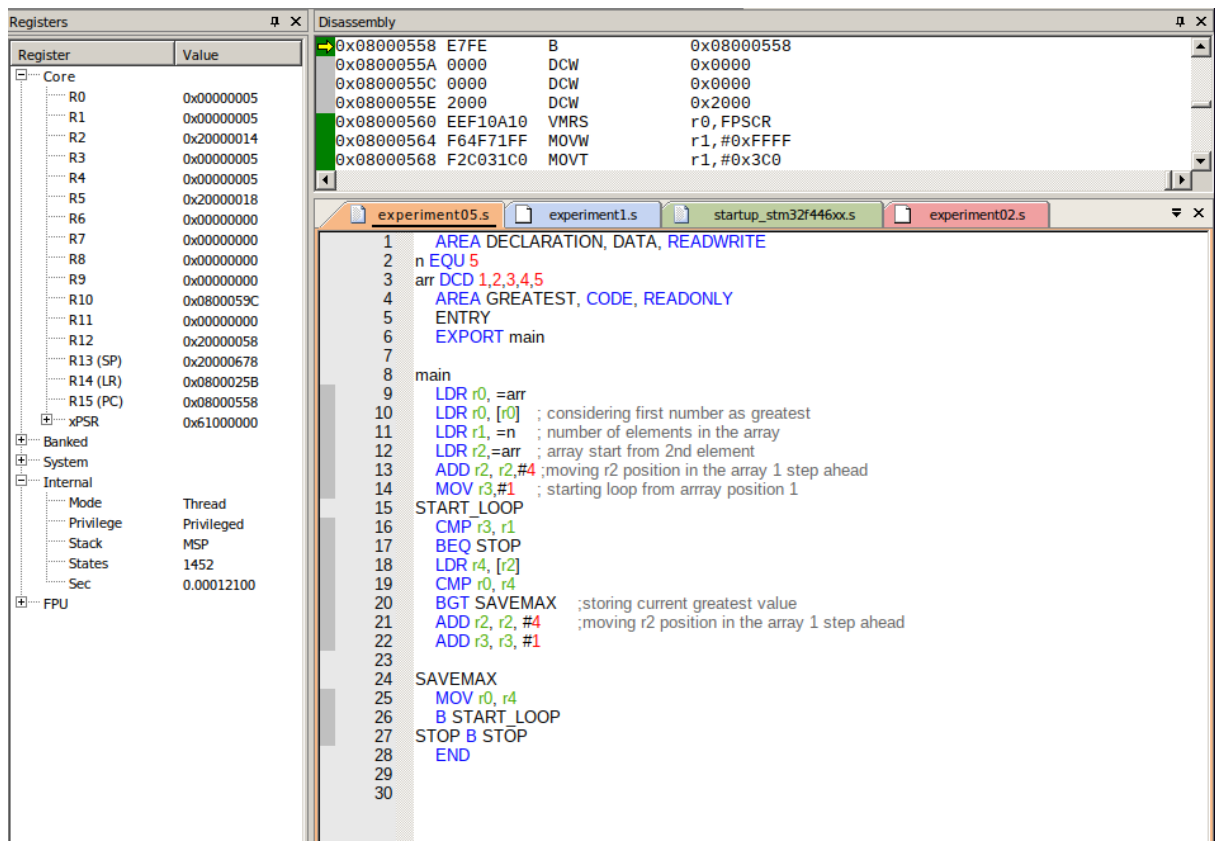 Registers
Register Value
Core
R0 0x00000005
R1 0x00000005
R2 0x20000014
R3 0x00000005
R4 0x00000005
R5 0x20000018
R6 0x00000000
R7 0x00000000
R8 0x00000000
R9 0x00000000
R10 0x0800059C
R11 0x00000000
R12 0x20000058
R13 (SP) 0x20000678
R14 (LR) 0x0800025B
R15 (PC) 0x08000558
xPSR 0x61000000
Banked
System
Internal
Mode Thread
Privilege Privileged
Stack MSP
States 1452
Sec 0.00012100
FPU
Disassembly
0x08000558 E7FE B 0x08000558
0x0800055A 0000 DCW 0x0000
0x0800055C 0000 DCW 0x0000
0x0800055E 2000 DCW 0x2000
0x08000560 EEF10A10 VMRS r0,FPSCR
0x08000564 F64F71FF MOVW r1,#0xFFFF
0x08000568 F2C031C0 MOVT r1,#0x3C0
experiment05.s experiment1.s startup_stm32f446xx.s experiment02.s
1 AREA DECLARATION, DATA, READWRITE
2 n EQU 5
3 arr DCD 1,2,3,4,5
4 AREA GREATEST, CODE, READONLY
5 ENTRY
6 EXPORT main
7
8 main
9 LDR r0, =arr
10 LDR r0, [r0] ; considering first number as greatest
11 LDR r1, =n ; number of elements in the array
12 LDR r2,=arr ; array start from 2nd element
13 ADD r2, r2,#4 ;moving r2 position in the array 1 step ahead
14 MOV r3,#1 ; starting loop from arrray position 1
15 START_LOOP
16 CMP r3, r1
17 BEQ STOP
18 LDR r4, [r2]
19 CMP r0, r4
20 BGT SAVEMAX ;storing current greatest value
21 ADD r2, r2, #4 ;moving r2 position in the array 1 step ahead
22 ADD r3, r3, #1
23
24 SAVEMAX
25 MOV r0, r4
26 B START_LOOP
27 STOP B STOP
28 END
29
30